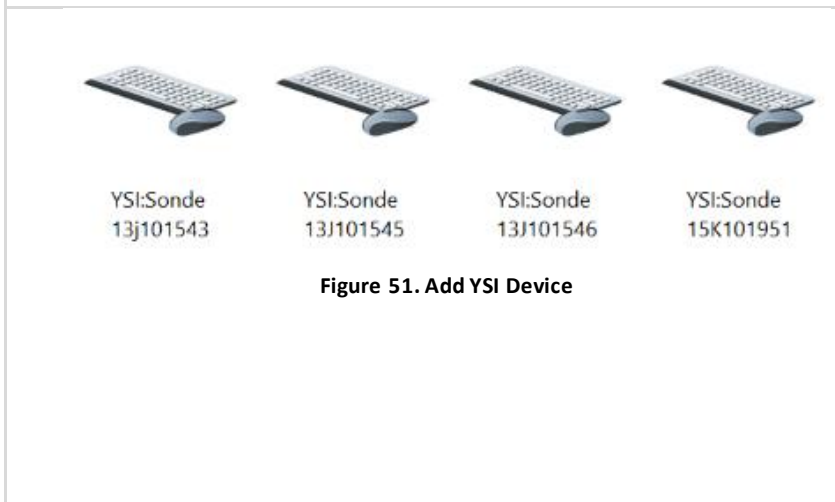 YSI:Sonde YSI:Sonde YSI:Sonde YSI:Sonde
13j101543 13J101545 13J101546 15K101951
Figure 51. Add YSI Device